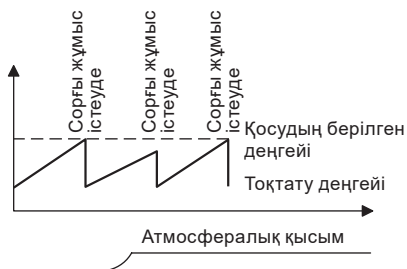 Сорғы жұмыс
істеуде
Сорғы жұмыс
істеуде
Сорғы жұмыс
істеуде
Қосудың берілген
деңгейі
Тоқтату деңгейі
Атмосфералық қысым